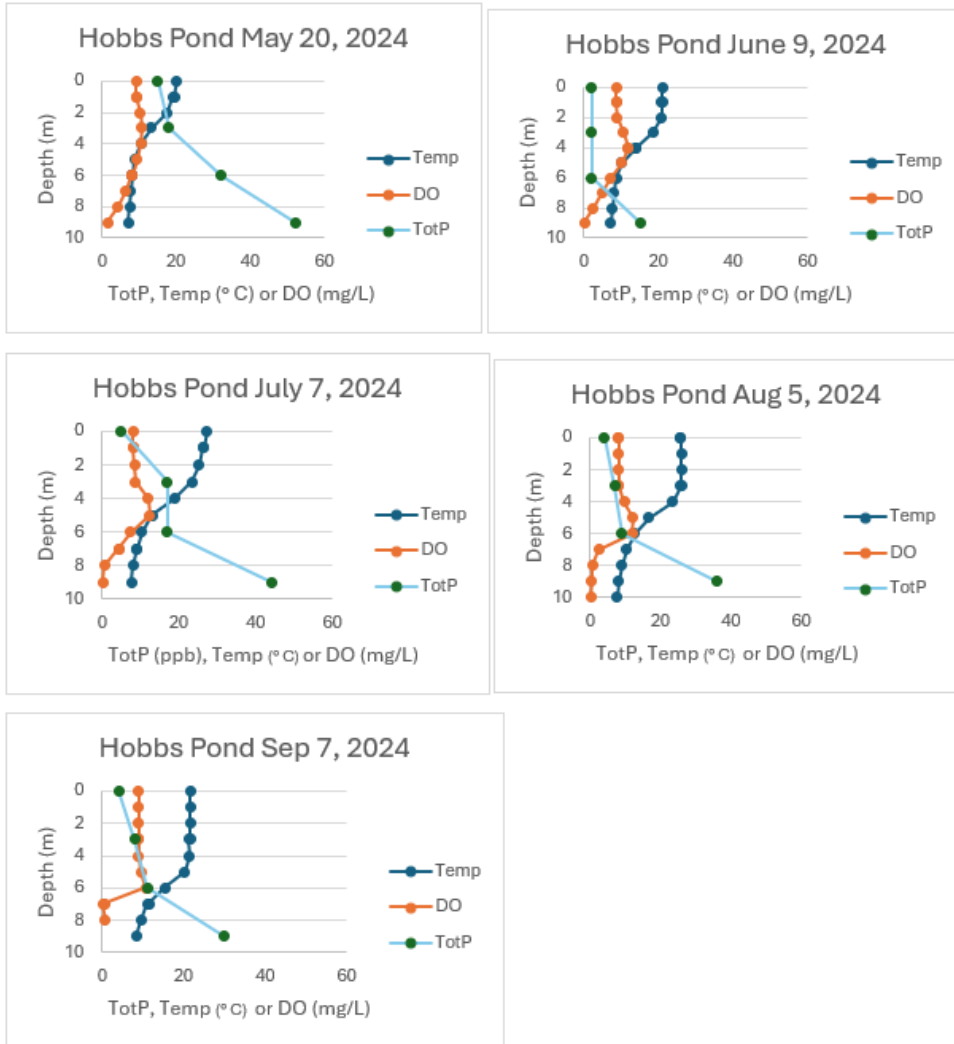 Hobbs Pond May 20, 2024
0
2
4
6
8
10
Depth (m)
0 20 40 60
TotP, Temp (° C) or DO (mg/L)
Temp
DO
TotP
Hobbs Pond June 9, 2024
0
2
4
6
8
10
Depth (m)
0 20 40 60
TotP, Temp (° C) or DO (mg/L)
Temp
DO
TotP
Hobbs Pond July 7, 2024
0
2
4
6
8
10
Depth (m)
0 20 40 60
TotP (ppb), Temp (° C) or DO (mg/L)
Temp
DO
TotP
Hobbs Pond Aug 5, 2024
0
2
4
6
8
10
Depth (m)
0 20 40 60
TotP, Temp (° C) or DO (mg/L)
Temp
DO
TotP
Hobbs Pond Sep 7, 2024
0
2
4
6
8
10
Depth (m)
0 20 40 60
TotP, Temp (° C) or DO (mg/L)
Temp
DO
TotP